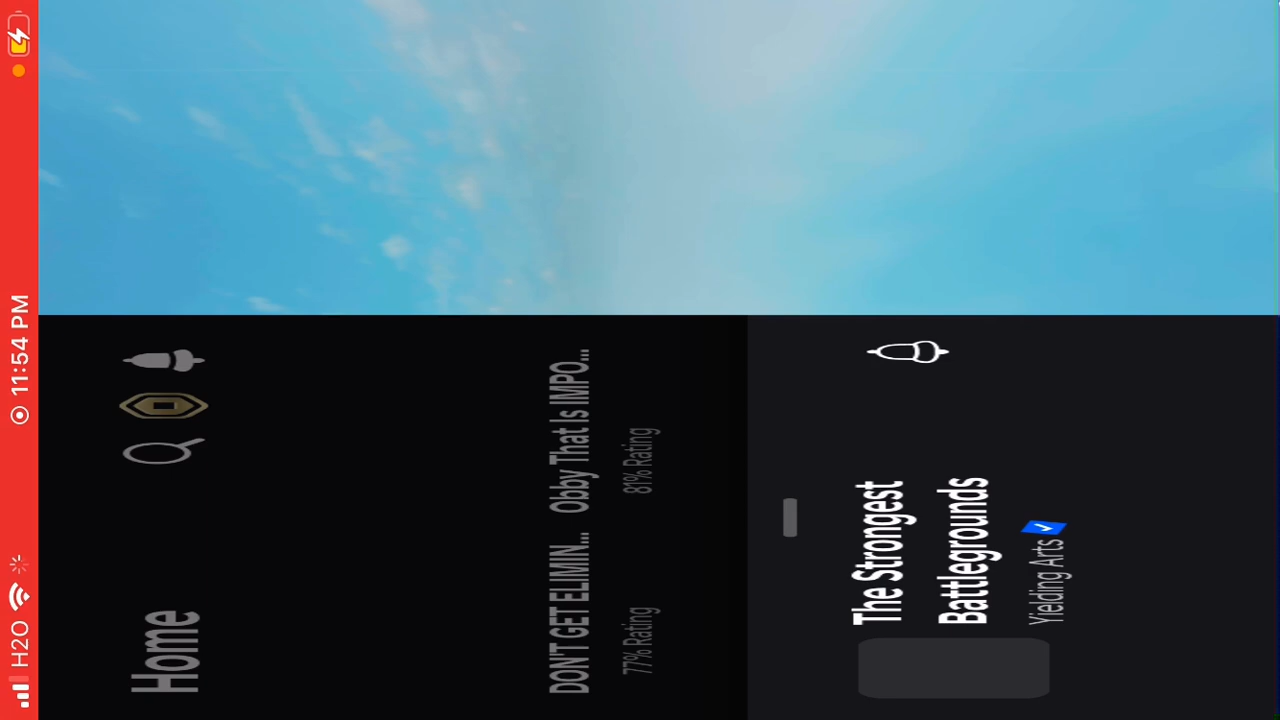 H2O
11:54 PM
Home
DON'T GET ELIMIN...
77% Rating
Obby That Is IMPO...
81% Rating
The Strongest
Battlegrounds
Yielding Arts